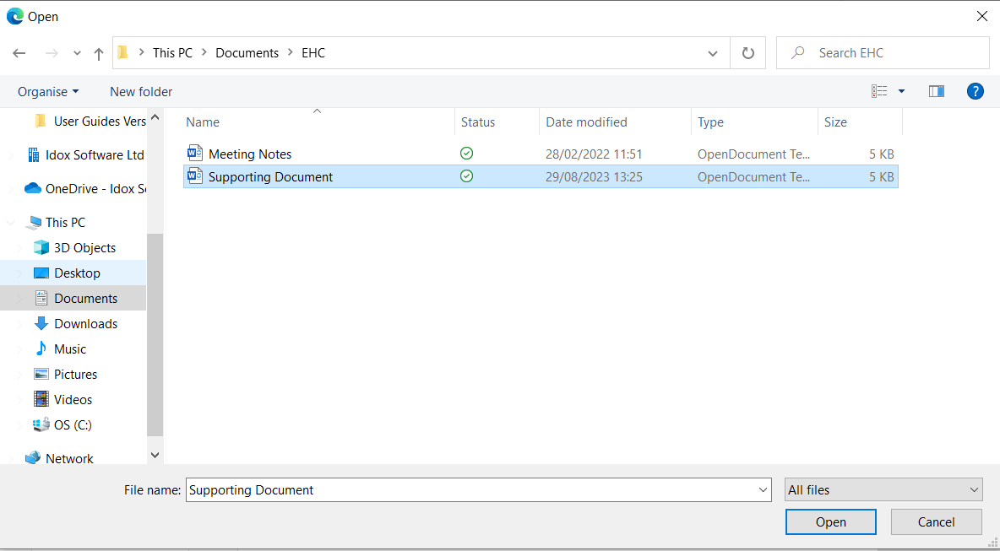 Open
This PC Documents EHC
Search EHC
Organise New folder
?
Name Status Date modified Type Size
User Guides Vers
Idox Software Ltd
OneDrive - Idox S
This PC
3D Objects
Desktop
Documents
Downloads
Music
Pictures
Videos
OS (C:)
Network
Meeting Notes 28/02/2022 11:51 OpenDocument Te... 5 KB
Supporting Document 29/08/2023 13:25 OpenDocument Te... 5 KB
File name: Supporting Document All files
Open Cancel